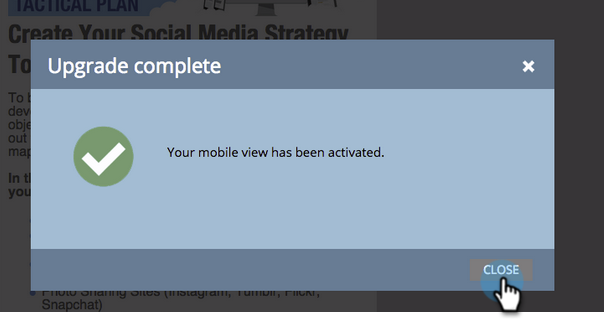 TACTICAL PLAN
Create Your Social Media Strategy
To
Upgrade complete
To
dev
obje
out
map
Your mobile view has been activated.
In th
you
CLOSE
Photo Sharing Sites (Instagram, Tumblr, Flickr,
Snapchat)